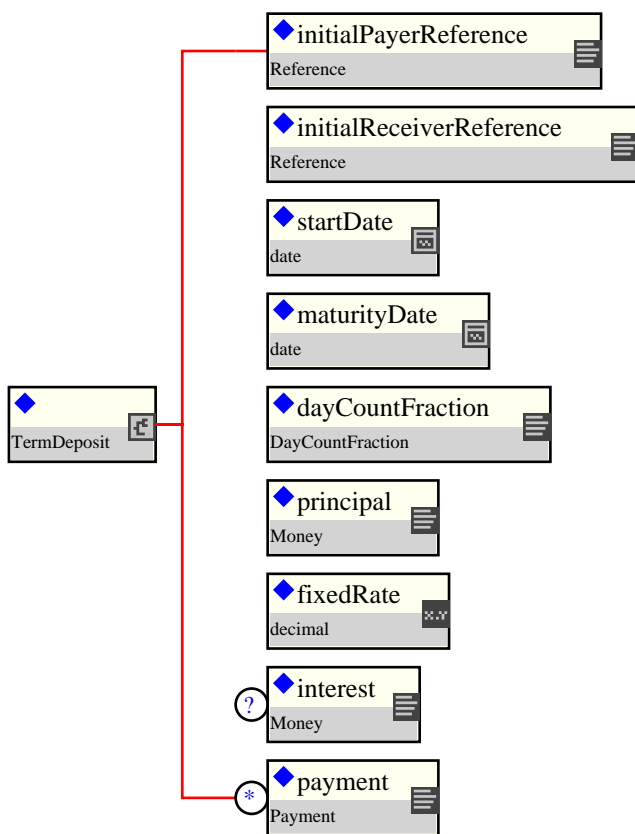 initialPayerReference
Reference
initialReceiverReference
Reference
startDate
date
maturityDate
date
TermDeposit
dayCountFraction
DayCountFraction
principal
Money
fixedRate
x.Y
decimal
?
interest
Money
*
payment
Payment